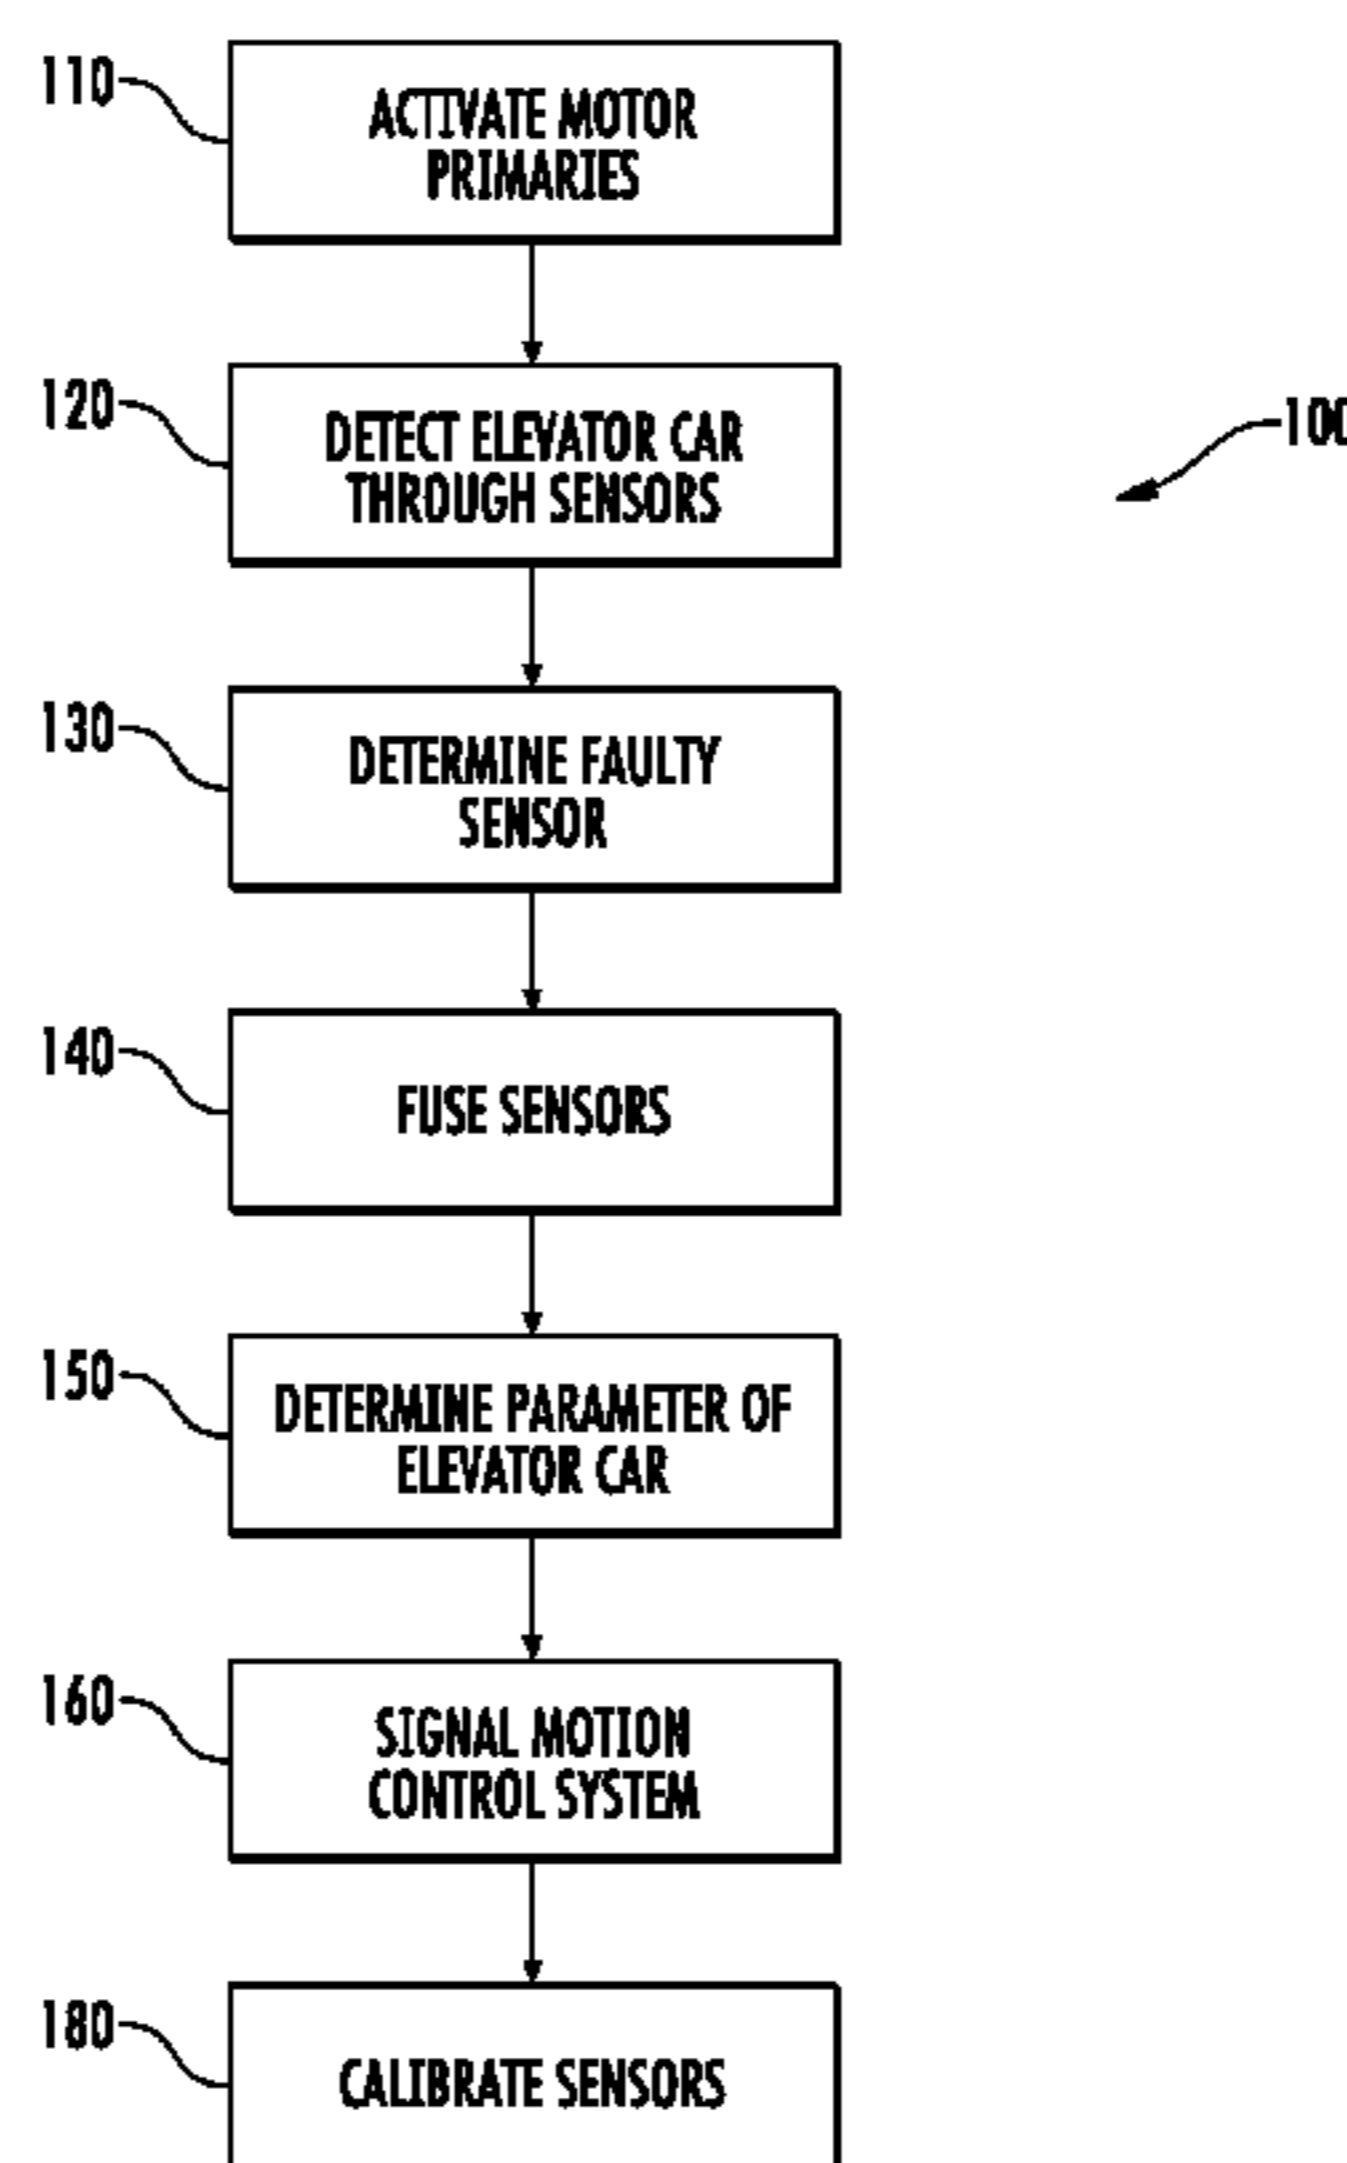 110
ACTIVATE MOTOR
PRIMARIES
120
DETECT ELEVATOR CAR
THROUGH SENSORS
100
130
DETERMINE FAULTY
SENSOR
140
FUSE SENSORS
150
DETERMINE PARAMETER OF
ELEVATOR CAR
160
SIGNAL MOTION
CONTROL SYSTEM
180
CALIBRATE SENSORS